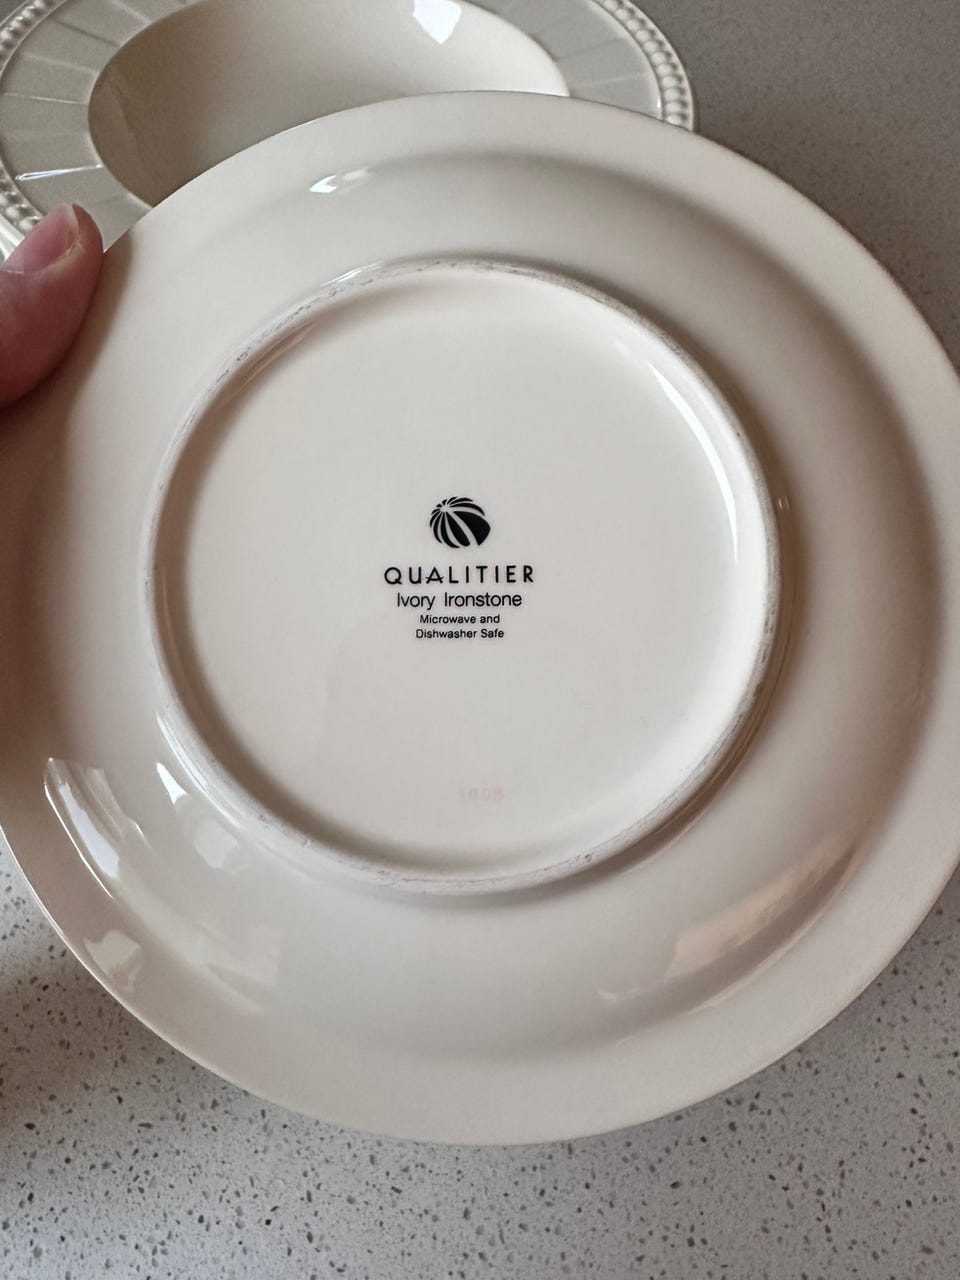 QUALITIER
Ivory Ironstone
Microwave and
Dishwasher Safe